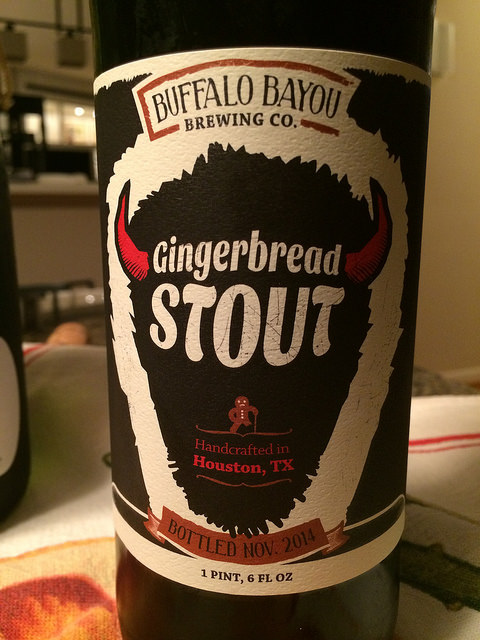 BUFFALO BAYOU
BREWING CO.
Gingerbread
STOUT
Handcrafted in
Houston, TX
BOTTLED NOV. 2014
1 PINT, 6 FL OZ